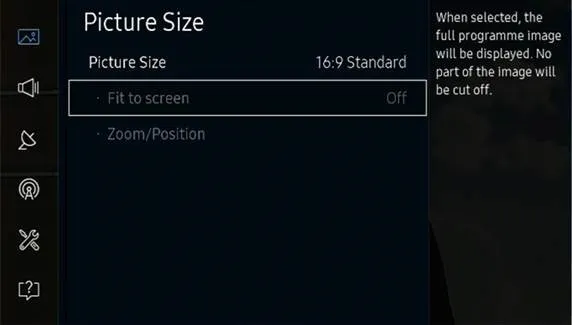 Picture Size
Picture Size 16:9 Standard
· Fit to screen Off
· Zoom/Position
When selected, the
full programme image
will be displayed. No
part of the image will
be cut off.